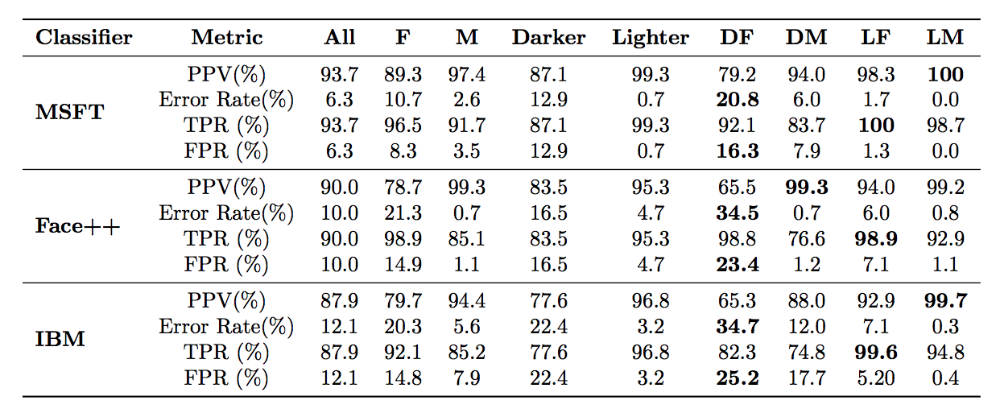 Classifier Metric All F M Darker Lighter DF DM LF LM
PPV(%) 93.7 89.3 97.4 87.1 99.3 79.2 94.0 98.3 100
Error Rate(%) 6.3 10.7 2.6 12.9 0.7 20.8 6.0 1.7 0.0
MSFT
TPR (%) 93.7 96.5 91.7 87.1 99.3 92.1 83.7 100 98.7
FPR (%) 6.3 8.3 3.5 12.9 0.7 16.3 7.9 1.3 0.0
PPV(%) 90.0 78.7 99.3 83.5 95.3 65.5 99.3 94.0 99.2
Error Rate(%) 10.0 21.3 0.7 16.5 4.7 34.5 0.7 6.0 0.8
Face++
TPR (%) 90.0 98.9 85.1 83.5 95.3 98.8 76.6 98.9 92.9
FPR (%) 10.0 14.9 1.1 16.5 4.7 23.4 1.2 7.1 1.1
PPV(%) 87.9 79.7 94.4 77.6 96.8 65.3 88.0 92.9 99.7
Error Rate(%) 12.1 20.3 5.6 22.4 3.2 34.7 12.0 7.1 0.3
IBM
TPR (%) 87.9 92.1 85.2 77.6 96.8 82.3 74.8 99.6 94.8
FPR (%) 12.1 14.8 7.9 22.4 3.2 25.2 17.7 5.20 0.4